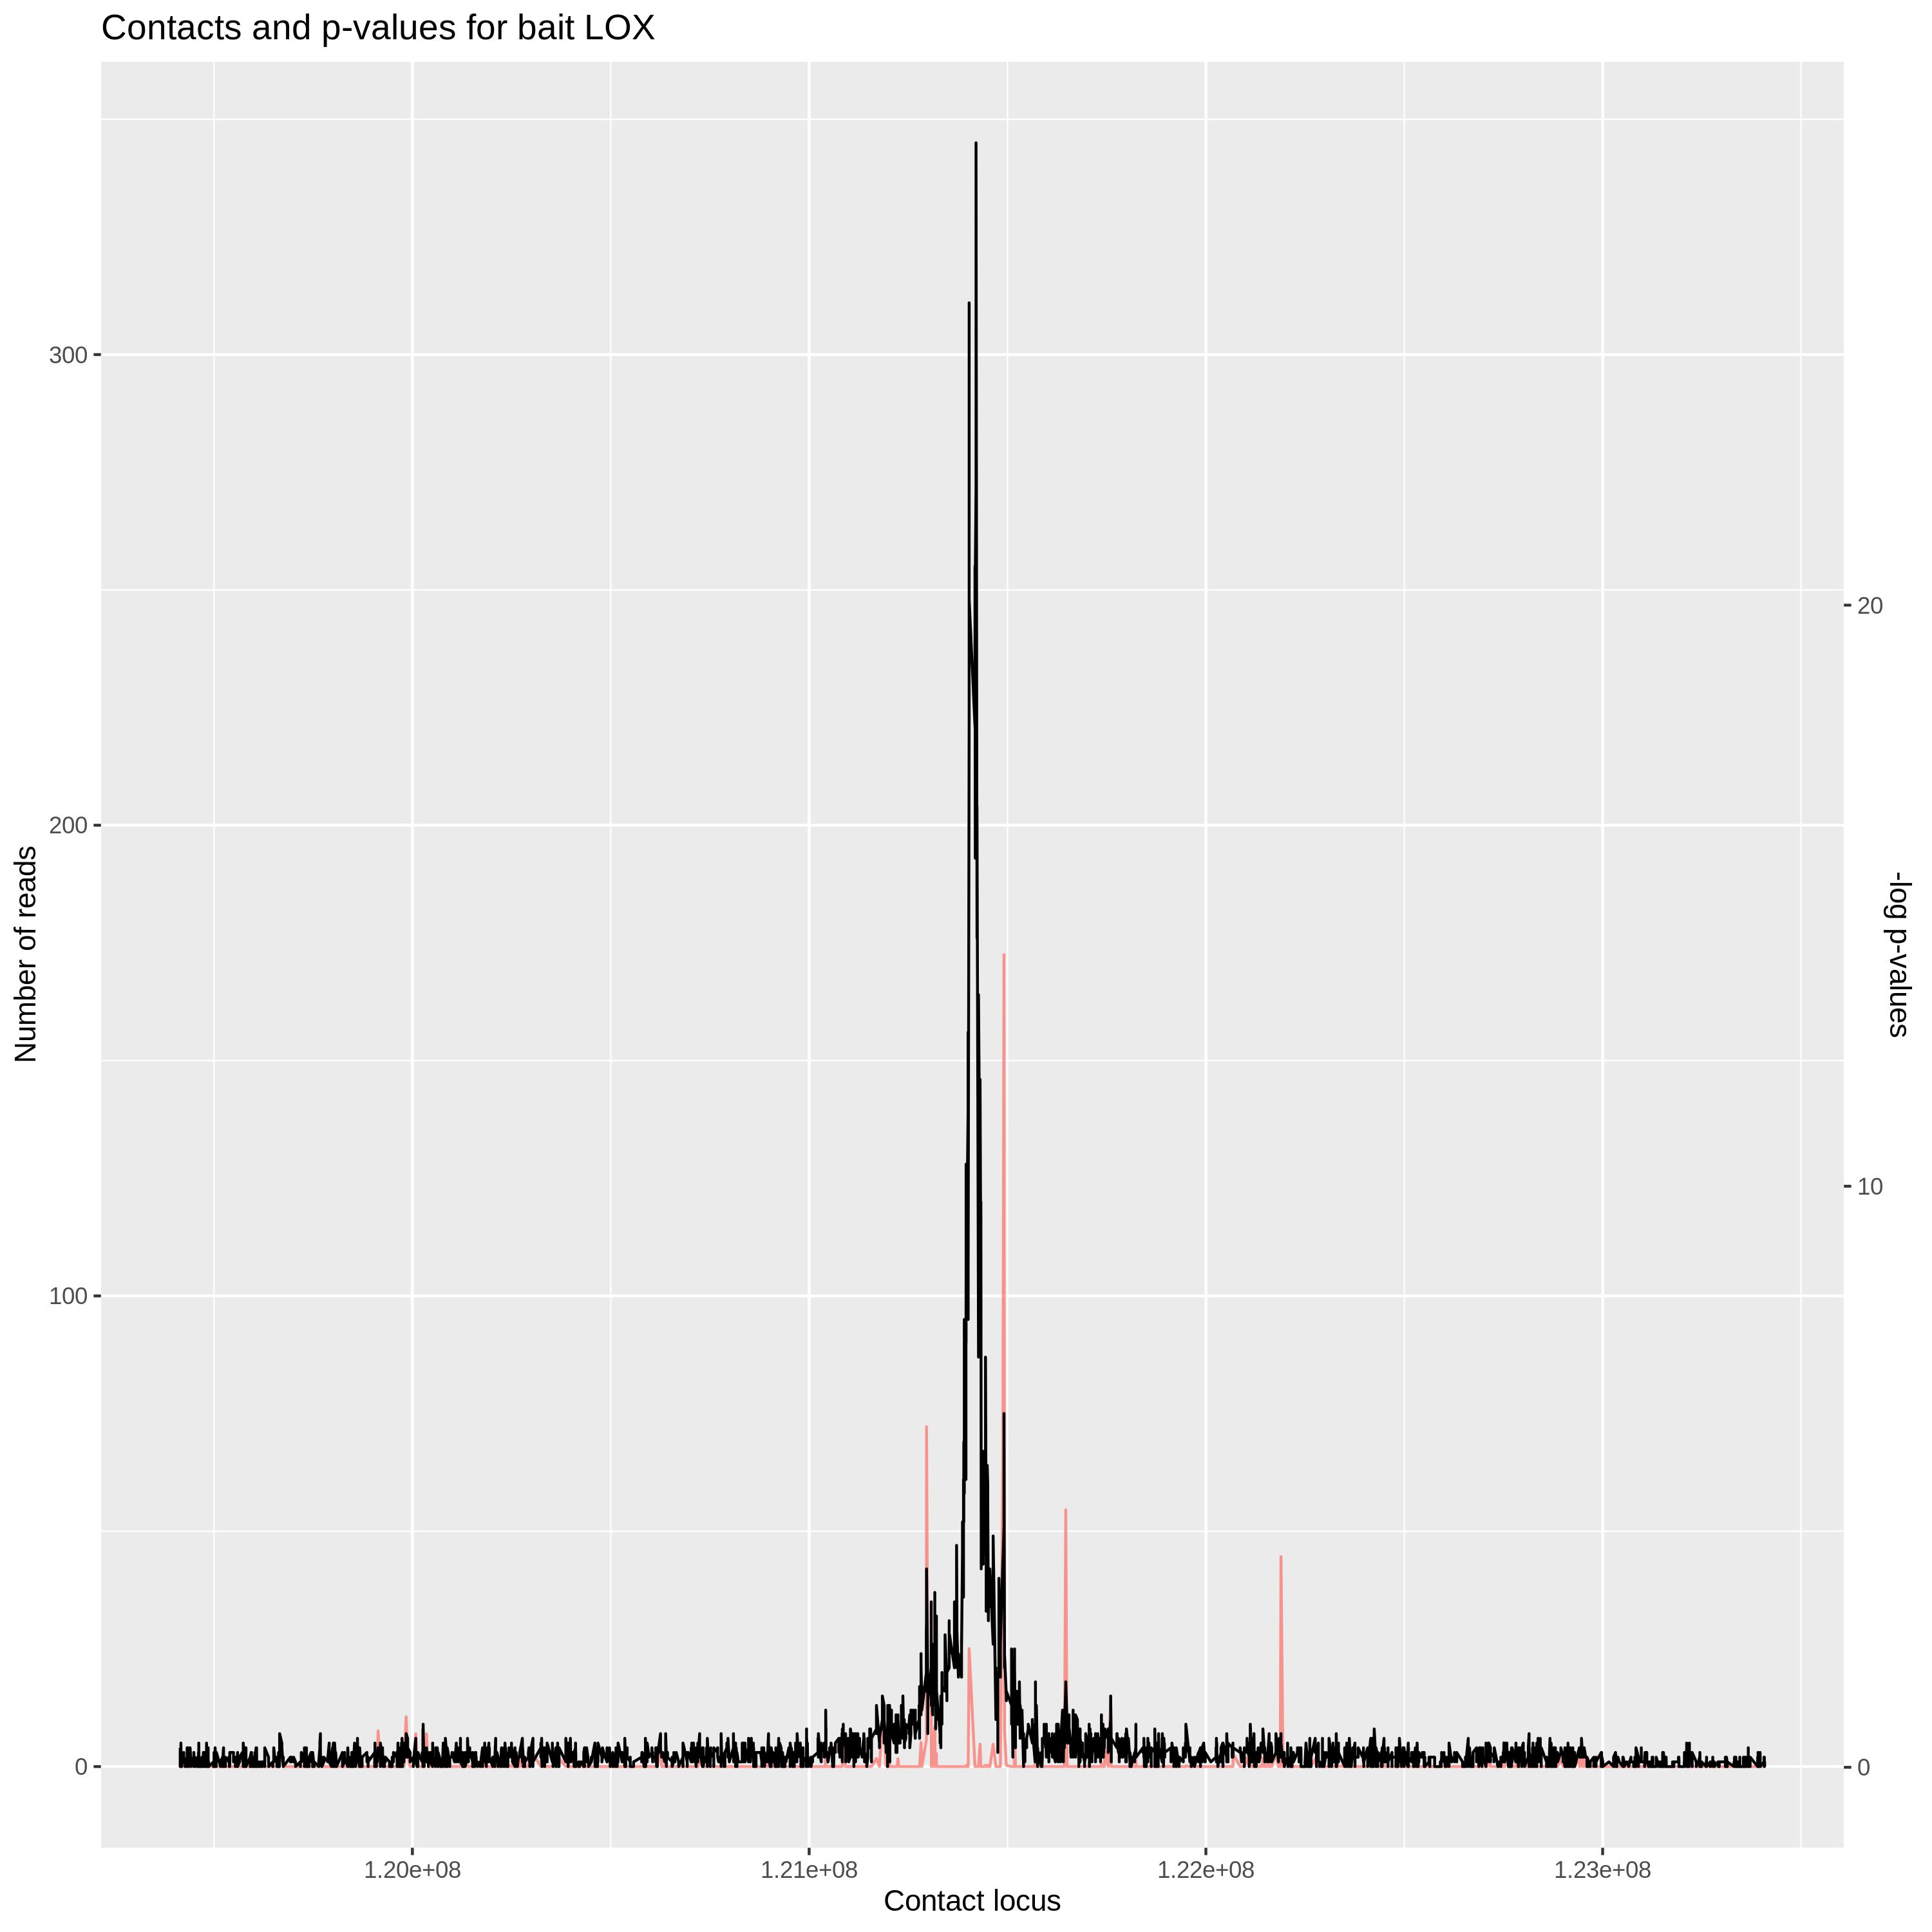 Contacts and p-values for bait LOX
Number of reads
300
200
100
0
20
10
0
-log p-values
1.20e+08
1.21e+08
1.22e+08
1.23e+08
Contact locus